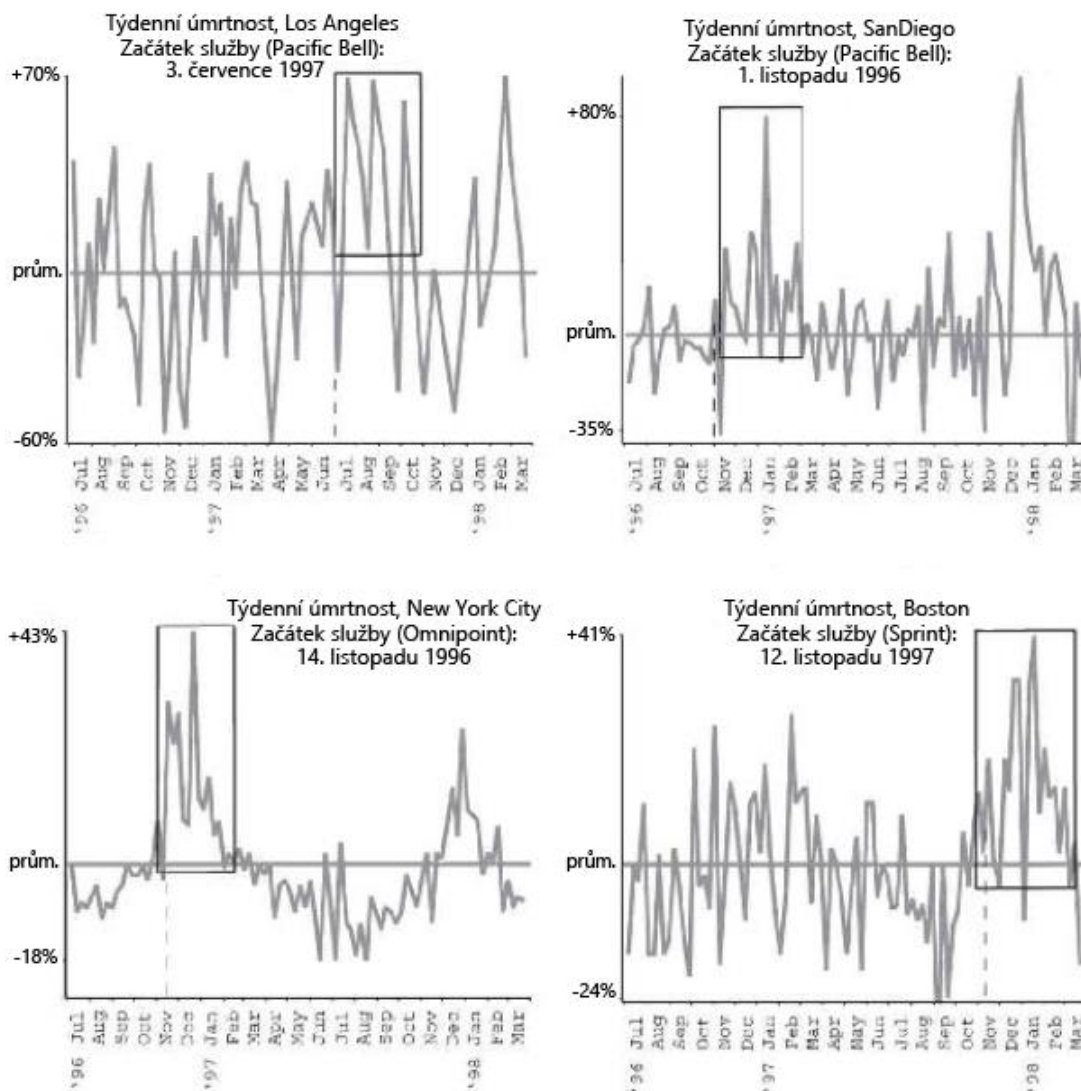 Týdenní úmrtnost, Los Angeles
Začátek služby (Pacific Bell):
3. července 1997
+70%
prům.
-60%
Jul Aug Sep Oct Nov Dec Jan Feb Mar Apr May Jun Jul Aug Sep Oct Nov Dec Jan Feb Mar
'96 '97 '98
Týdenní úmrtnost, SanDiego
Začátek služby (Pacific Bell):
1. listopadu 1996
+80%
prům.
-35%
Jul Aug Sep Oct Nov Dec Jan Feb Mar Apr May Jun Jul Aug Sep Oct Nov Dec Jan Feb Mar
'96 '97 '98
Týdenní úmrtnost, New York City
Začátek služby (Omnipoint):
14. listopadu 1996
+43%
prům.
-18%
Jul Aug Sep Oct Nov Dec Jan Feb Mar Apr May Jun Jul Aug Sep Oct Nov Dec Jan Feb Mar
'96 '97 '98
Týdenní úmrtnost, Boston
Začátek služby (Sprint):
12. listopadu 1997
+41%
prům.
-24%
Jul Aug Sep Oct Nov Dec Jan Feb Mar Apr May Jun Jul Aug Sep Oct Nov Dec Jan Feb Mar
'96 '97 '98